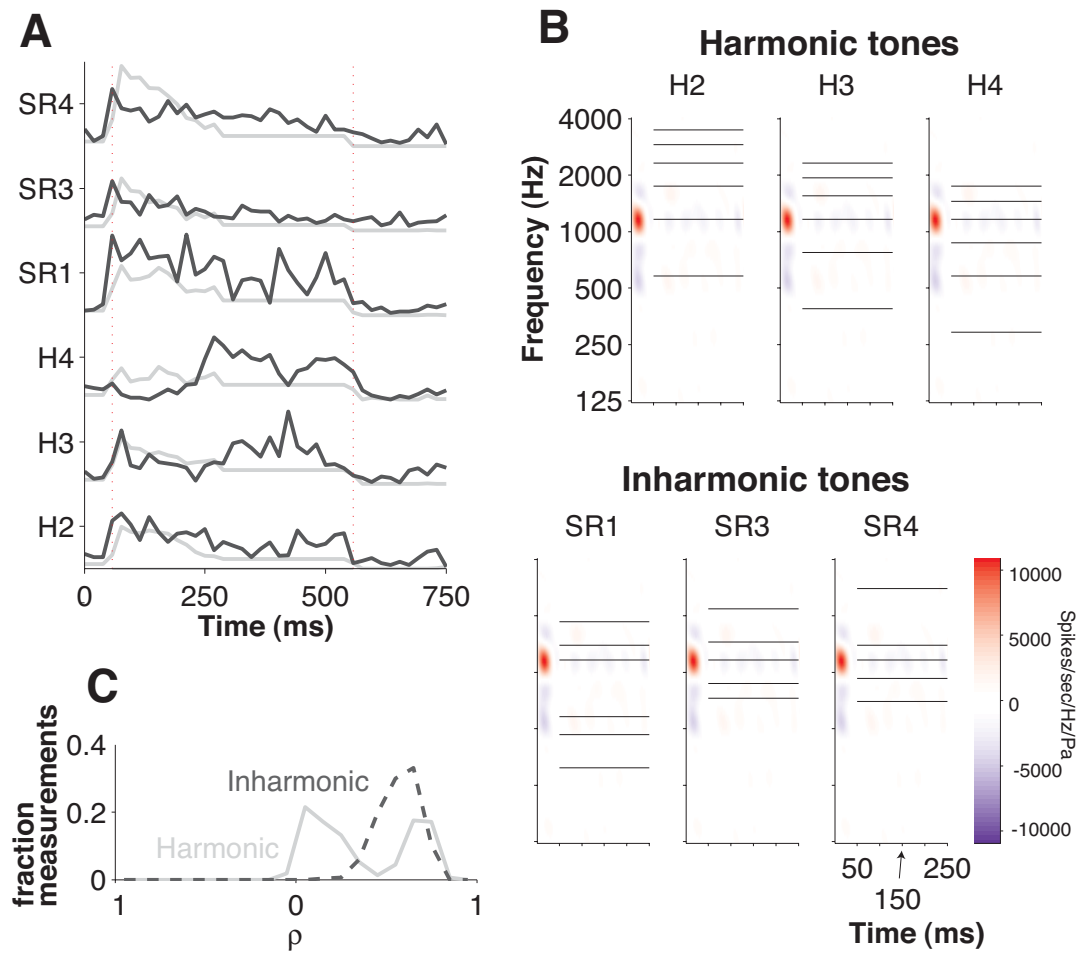 A
SR4
SR3
SR1
H4
H3
H2
0 250 500 750
Time (ms)
B
Harmonic tones
H2 H3 H4
4000
2000
1000
500
250
125
Frequency (Hz)
Inharmonic tones
SR1 SR3 SR4
10000
5000
0
-5000
-10000
Spikes/sec/Hz/Pa
50 250
150
Time (ms)
C
fraction
measurements
0.4
0.2
0
Inharmonic
Harmonic
1 0 1
ρ